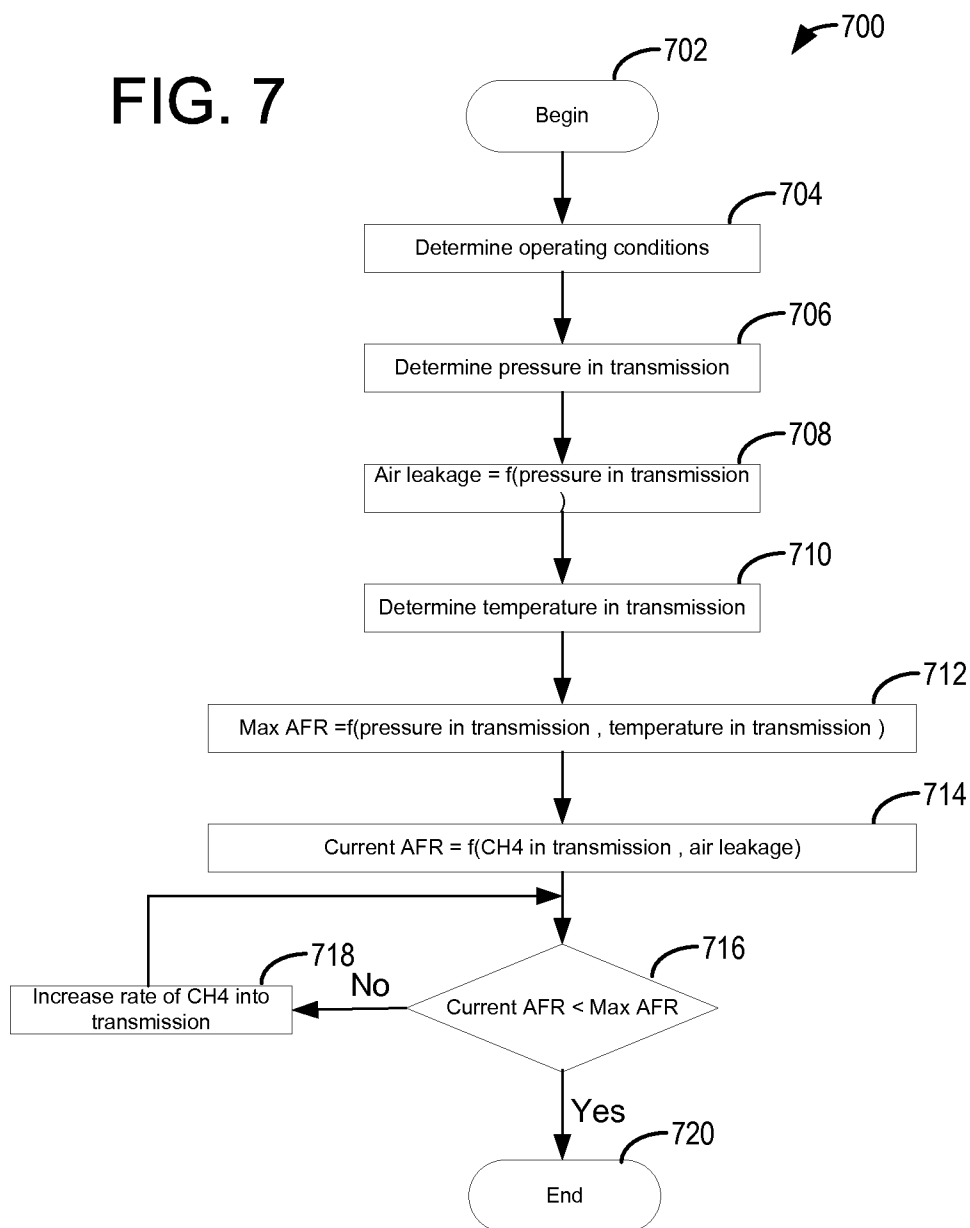 700
702
FIG. 7
Begin
704
Determine operating conditions
706
Determine pressure in transmission
708
Air leakage = f(pressure in transmission
)
710
Determine temperature in transmission
712
Max AFR =f(pressure in transmission , temperature in transmission )
714
Current AFR = f(CH4 in transmission , air leakage)
716
718
No
Current AFR < Max AFR
Increase rate of CH4 into
transmission
Yes
720
End